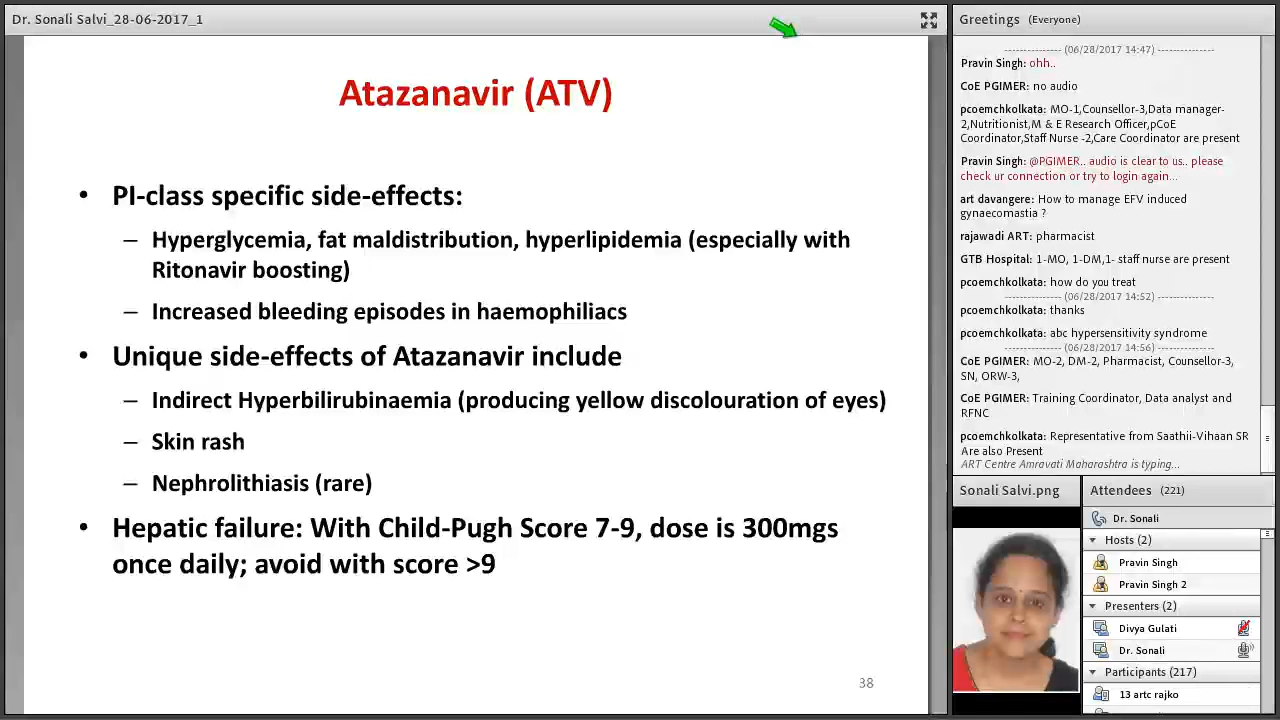 Dr. Sonali Salvi_28-06-2017_1
Atazanavir (ATV)
• PI-class specific side-effects:
– Hyperglycemia, fat maldistribution, hyperlipidemia (especially with
Ritonavir boosting)
– Increased bleeding episodes in haemophiliacs
• Unique side-effects of Atazanavir include
– Indirect Hyperbilirubinaemia (producing yellow discolouration of eyes)
– Skin rash
– Nephrolithiasis (rare)
• Hepatic failure: With Child-Pugh Score 7-9, dose is 300mgs
once daily; avoid with score >9
38
Greetings (Everyone)
--------------- (06/28/2017 14:47)---------------
Pravin Singh: ohh..
CoE PGIMER: no audio
pcoemchkolkata: MO-1,Counsellor-3,Data manager-
2,Nutritionist,M & E Research Officer,pCoE
Coordinator,Staff Nurse -2,Care Coordinator are present
Pravin Singh: @PGIMER.. audio is clear to us.. please
check ur connection or try to login again...
art davangere: How to manage EFV induced
gynaecomastia ?
rajawadi ART: pharmacist
GTB Hospital: 1-MO, 1-DM,1- staff nurse are present
pcoemchkolkata: how do you treat
--------------- (06/28/2017 14:52)---------------
pcoemchkolkata: thanks
pcoemchkolkata: abc hypersensitivity syndrome
--------------- (06/28/2017 14:56)---------------
CoE PGIMER: MO-2, DM-2, Pharmacist, Counsellor-3,
SN, ORW-3,
CoE PGIMER: Training Coordinator, Data analyst and
RFNC
pcoemchkolkata: Representative from Saathii-Vihaan SR
Are also Present
ART Centre Amravati Maharashtra is typing...
Sonali Salvi.png
Attendees (221)
Dr. Sonali
Hosts (2)
Pravin Singh
Pravin Singh 2
Presenters (2)
Divya Gulati
Dr. Sonali
Participants (217)
13 artc rajko